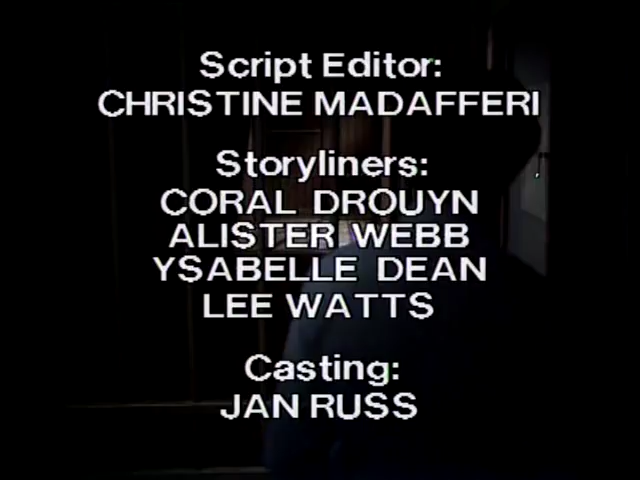 Script Editor:
CHRISTINE MADAFFERI
Storyliners:
CORAL DROUYN
ALISTER WEBB
YSABELLE DEAN
LEE WATTS
Casting:
JAN RUSS